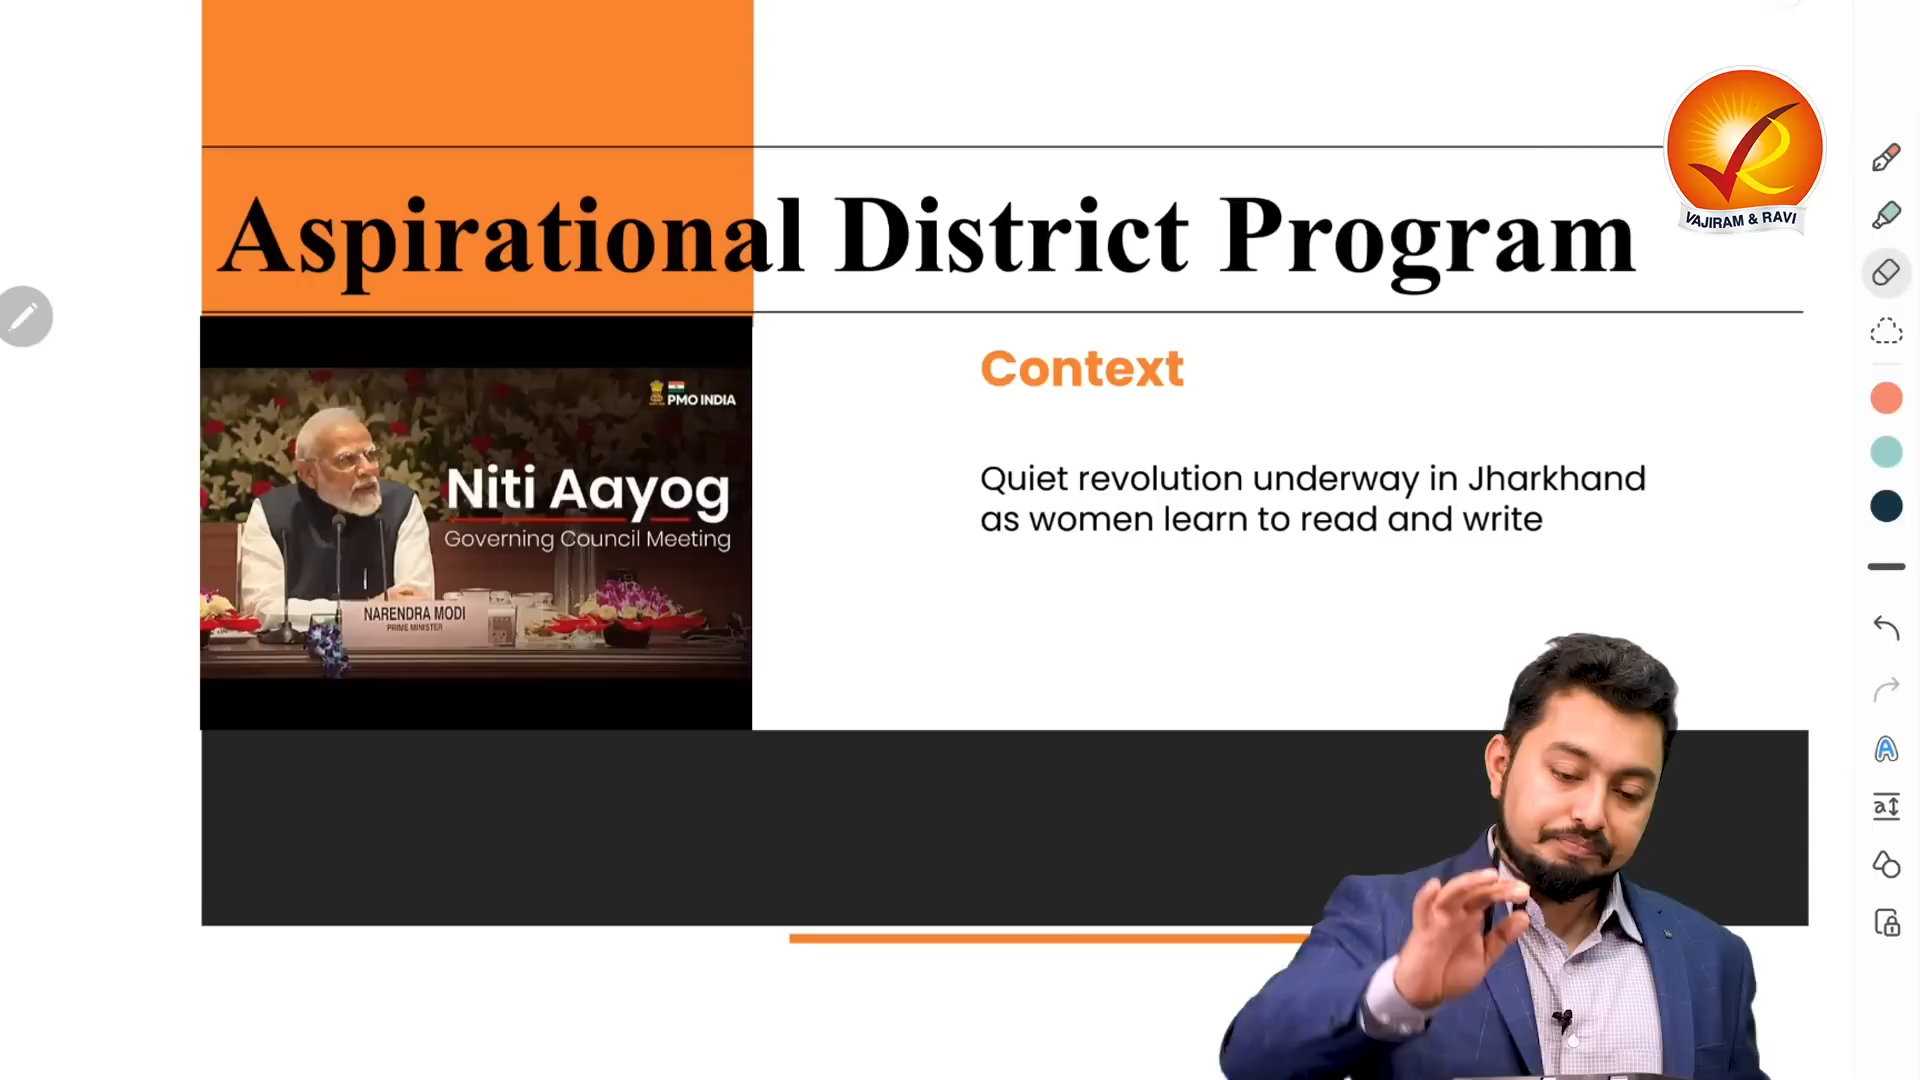 VAJIRAM & RAVI
Aspirational District Program
PMO INDIA
Niti Aayog
Governing Council Meeting
NARENDRA MODI
PRIME MINISTER
Context
Quiet revolution underway in Jharkhand
as women learn to read and write